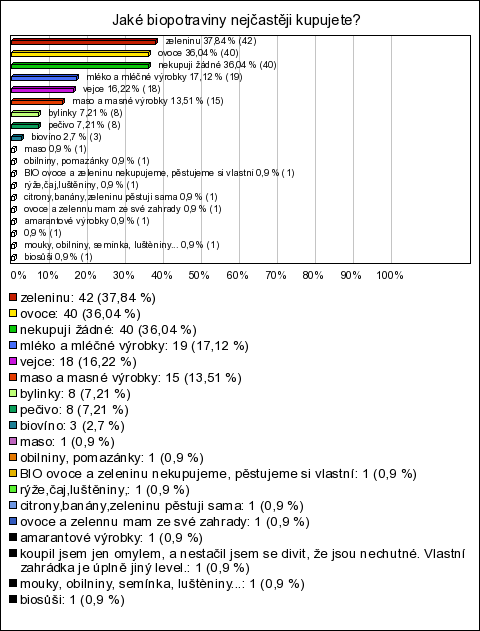 Jaké biopotraviny nejčastěji kupujete?
zeleninu 37,84 % (42)
ovoce 36,04 % (40)
nekupuji žádné 36,04 % (40)
mléko a mléčné výrobky 17,12 % (19)
vejce 16,22 % (18)
maso a masné výrobky 13,51 % (15)
bylinky 7,21 % (8)
pečivo 7,21 % (8)
biovíno 2,7 % (3)
maso 0,9 % (1)
obilniny, pomazánky 0,9 % (1)
BIO ovoce a zeleninu nekupujeme, pěstujeme si vlastní 0,9 % (1)
rýže,čaj,luštěniny, 0,9 % (1)
citrony,banány,zeleninu pěstuji sama 0,9 % (1)
ovoce a zelennu mam ze své zahrady 0,9 % (1)
amarantové výrobky 0,9 % (1)
0,9 % (1)
mouky, obilniny, semínka, luštěniny... 0,9 % (1)
biosůši 0,9 % (1)
0% 10% 20% 30% 40% 50% 60% 70% 80% 90% 100%
zeleninu: 42 (37,84 %)
ovoce: 40 (36,04 %)
nekupuji žádné: 40 (36,04 %)
mléko a mléčné výrobky: 19 (17,12 %)
vejce: 18 (16,22 %)
maso a masné výrobky: 15 (13,51 %)
bylinky: 8 (7,21 %)
pečivo: 8 (7,21 %)
biovíno: 3 (2,7 %)
maso: 1 (0,9 %)
obilniny, pomazánky: 1 (0,9 %)
BIO ovoce a zeleninu nekupujeme, pěstujeme si vlastní: 1 (0,9 %)
rýže,čaj,luštěniny,: 1 (0,9 %)
citrony,banány,zeleninu pěstuji sama: 1 (0,9 %)
ovoce a zelennu mam ze své zahrady: 1 (0,9 %)
amarantové výrobky: 1 (0,9 %)
koupil jsem jen omylem, a nestačil jsem se divit, že jsou nechutné. Vlastní
zahrádka je úplně jiný level.: 1 (0,9 %)
mouky, obilniny, semínka, luštěniny...: 1 (0,9 %)
biosůši: 1 (0,9 %)